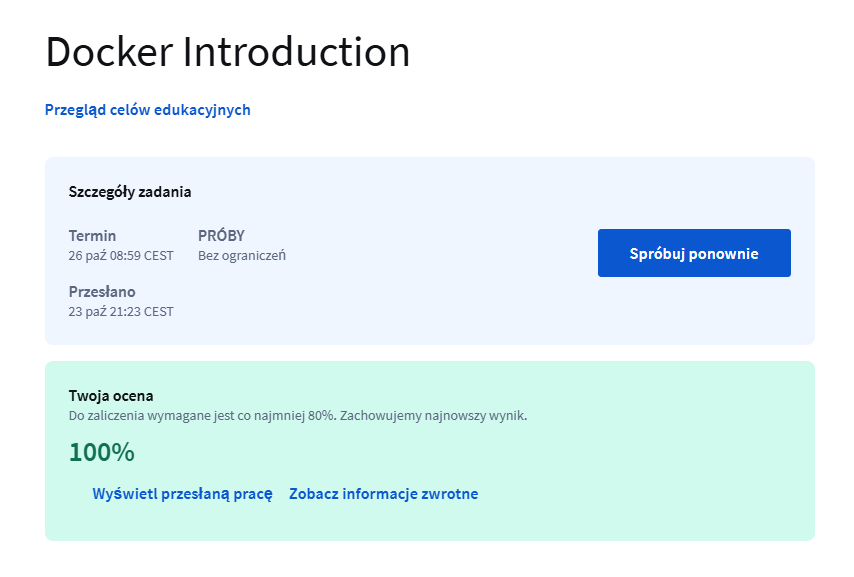 Docker Introduction
Przegląd celów edukacyjnych
Szczegóły zadania
Termin
26 paź 08:59 CEST
PRÓBY
Bez ograniczeń
Spróbuj ponownie
Przesłano
23 paź 21:23 CEST
Twoja ocena
Do zaliczenia wymagane jest co najmniej 80%. Zachowujemy najnowszy wynik.
100%
Wyświetl przesłaną pracę Zobacz informacje zwrotne